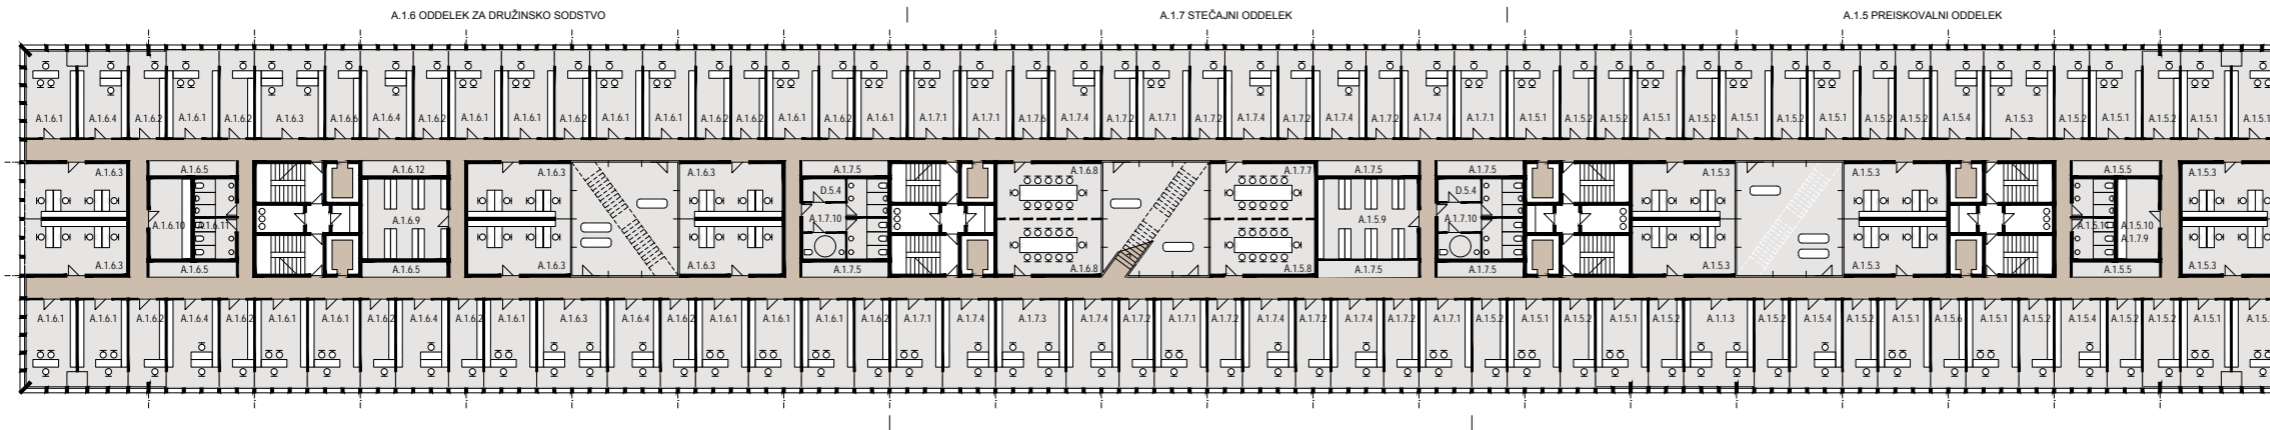 A.1.6 ODDELEK ZA DRUŽINSKO SODSTVO
A.1.7 STEČAJNI ODDELEK
A.1.5 PREISKOVALNI ODDELEK
A.1.6.1 A.1.6.4 A.1.6.2 A.1.6.1 A.1.6.2 A.1.6.3 A.1.6.6 A.1.6.4 A.1.6.2 A.1.6.1 A.1.6.1 A.1.6.2 A.1.6.1 A.1.6.1 A.1.6.2 A.1.6.2 A.1.6.1 A.1.6.2 A.1.6.1 A.1.7.1 A.1.7.1 A.1.7.6 A.1.7.4 A.1.7.2 A.1.7.1 A.1.7.2 A.1.7.4 A.1.7.2 A.1.7.4 A.1.7.2 A.1.7.4 A.1.7.1 A.1.5.1 A.1.5.2 A.1.5.2 A.1.5.1 A.1.5.2 A.1.5.1 A.1.5.2 A.1.5.2 A.1.5.4 A.1.5.3 A.1.5.2 A.1.5.1 A.1.5.2 A.1.5.1 A.1.5.1
A.1.6.3 A.1.6.5 A.1.6.12 A.1.6.3 A.1.6.3 A.1.7.5 A.1.6.8 A.1.7.7 A.1.7.5 A.1.7.5 A.1.5.3 A.1.5.3 A.1.5.5 A.1.5.3
D.5.4 D.5.4
A.1.6.10 A.1.6.11 A.1.6.9 A.1.7.10 A.1.5.9 A.1.7.10 A.1.5.11 A.1.5.10
A.1.7.9
A.1.6.3 A.1.6.5 A.1.6.5 A.1.6.3 A.1.6.3 A.1.7.5 A.1.6.8 A.1.5.8 A.1.7.5 A.1.7.5 A.1.5.3 A.1.5.3 A.1.5.5 A.1.5.3
A.1.6.1 A.1.6.1 A.1.6.2 A.1.6.4 A.1.6.2 A.1.6.1 A.1.6.1 A.1.6.2 A.1.6.4 A.1.6.2 A.1.6.1 A.1.6.3 A.1.6.4 A.1.6.2 A.1.6.1 A.1.6.1 A.1.6.1 A.1.6.2 A.1.7.1 A.1.7.4 A.1.7.3 A.1.7.4 A.1.7.2 A.1.7.1 A.1.7.2 A.1.7.4 A.1.7.2 A.1.7.4 A.1.7.2 A.1.7.1 A.1.5.2 A.1.5.1 A.1.5.2 A.1.5.1 A.1.5.2 A.1.1.3 A.1.5.2 A.1.5.4 A.1.5.2 A.1.5.1 A.1.5.6 A.1.5.1 A.1.5.2 A.1.5.4 A.1.5.2 A.1.5.2 A.1.5.1